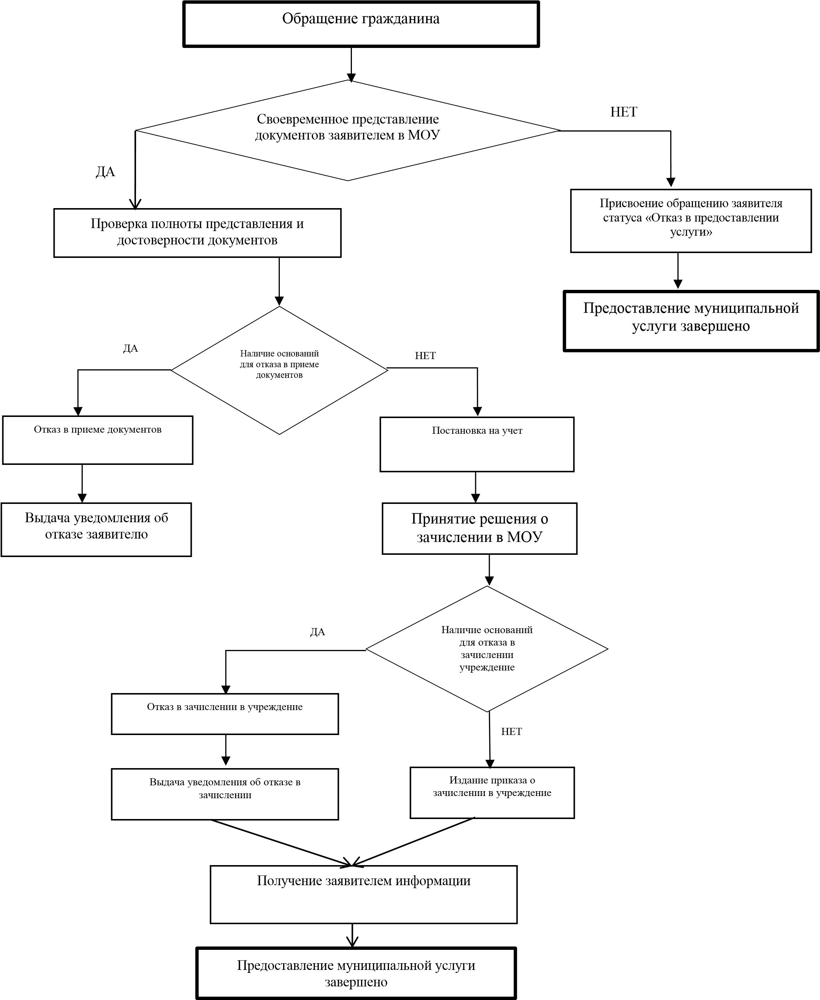 Обращение гражданина
НЕТ
Своевременное представление
документов заявителем в МОУ
ДА
Присвоение обращению заявителя
статуса «Отказ в предоставлении
услуги»
Проверка полноты представления и
достоверности документов
Предоставление муниципальной
услуги завершено
ДА
Наличие оснований
для отказа в приеме
документов
НЕТ
Отказ в приеме документов
Постановка на учет
Выдача уведомления об
отказе заявителю
Принятие решения о
зачислении в МОУ
ДА
Наличие оснований
для отказа в
зачислении
учреждение
Отказ в зачислении в учреждение
НЕТ
Выдача уведомления об отказе в
зачислении
Издание приказа о
зачислении в учреждение
Получение заявителем информации
Предоставление муниципальной услуги
завершено